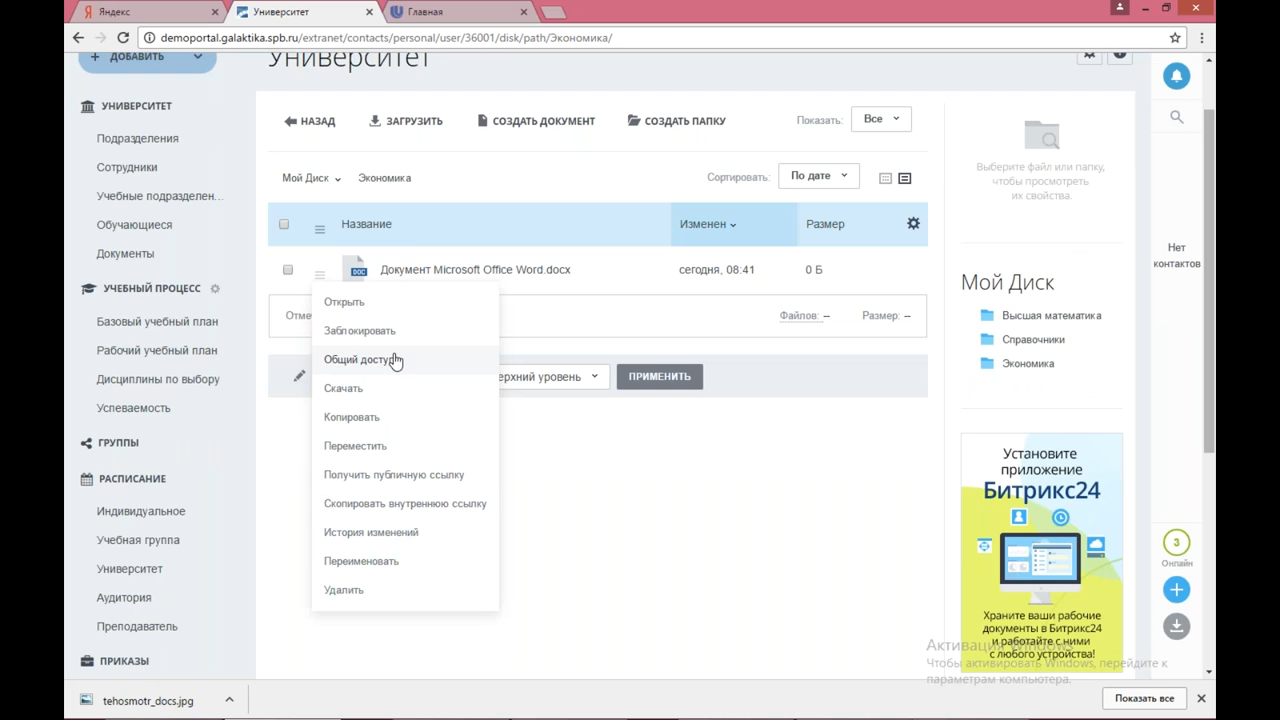 Яндекс
Университет
Главная
demoportal.galaktika.spb.ru/extranet/contacts/personal/user/36001/disk/path/Экономика/
ДОБАВИТЬ
УНИВЕРСИТЕТ
Подразделения
Сотрудники
Учебные подразделен...
Обучающиеся
Документы
УЧЕБНЫЙ ПРОЦЕСС
Базовый учебный план
Рабочий учебный план
Дисциплины по выбору
Успеваемость
ГРУППЫ
РАСПИСАНИЕ
Индивидуальное
Учебная группа
Университет
Аудитория
Преподаватель
ПРИКАЗЫ
Университет
НАЗАД
ЗАГРУЗИТЬ
СОЗДАТЬ ДОКУМЕНТ
СОЗДАТЬ ПАПКУ
Показать:
Все
Мой Диск
Экономика
Сортировать:
По дате
Название
Изменен
Размер
DOC
Документ Microsoft Office Word.docx
сегодня, 08:41
0 Б
Отме
Файлов: --
Размер: --
ерхний уровень
ПРИМЕНИТЬ
Открыть
Заблокировать
Общий доступ
Скачать
Копировать
Переместить
Получить публичную ссылку
Скопировать внутреннюю ссылку
История изменений
Переименовать
Удалить
Выберите файл или папку,
чтобы просмотреть
их свойства.
Мой Диск
Высшая математика
Справочники
Экономика
Установите
приложение
Битрикс24
Храните ваши рабочие
документы в Битрикс24
и работайте с ними
с любого устройства!
Нет
контактов
3
Онлайн
Активация Windows
Чтобы активировать Windows, перейдите к
параметрам компьютера.
tehosmotr_docs.jpg
Показать все